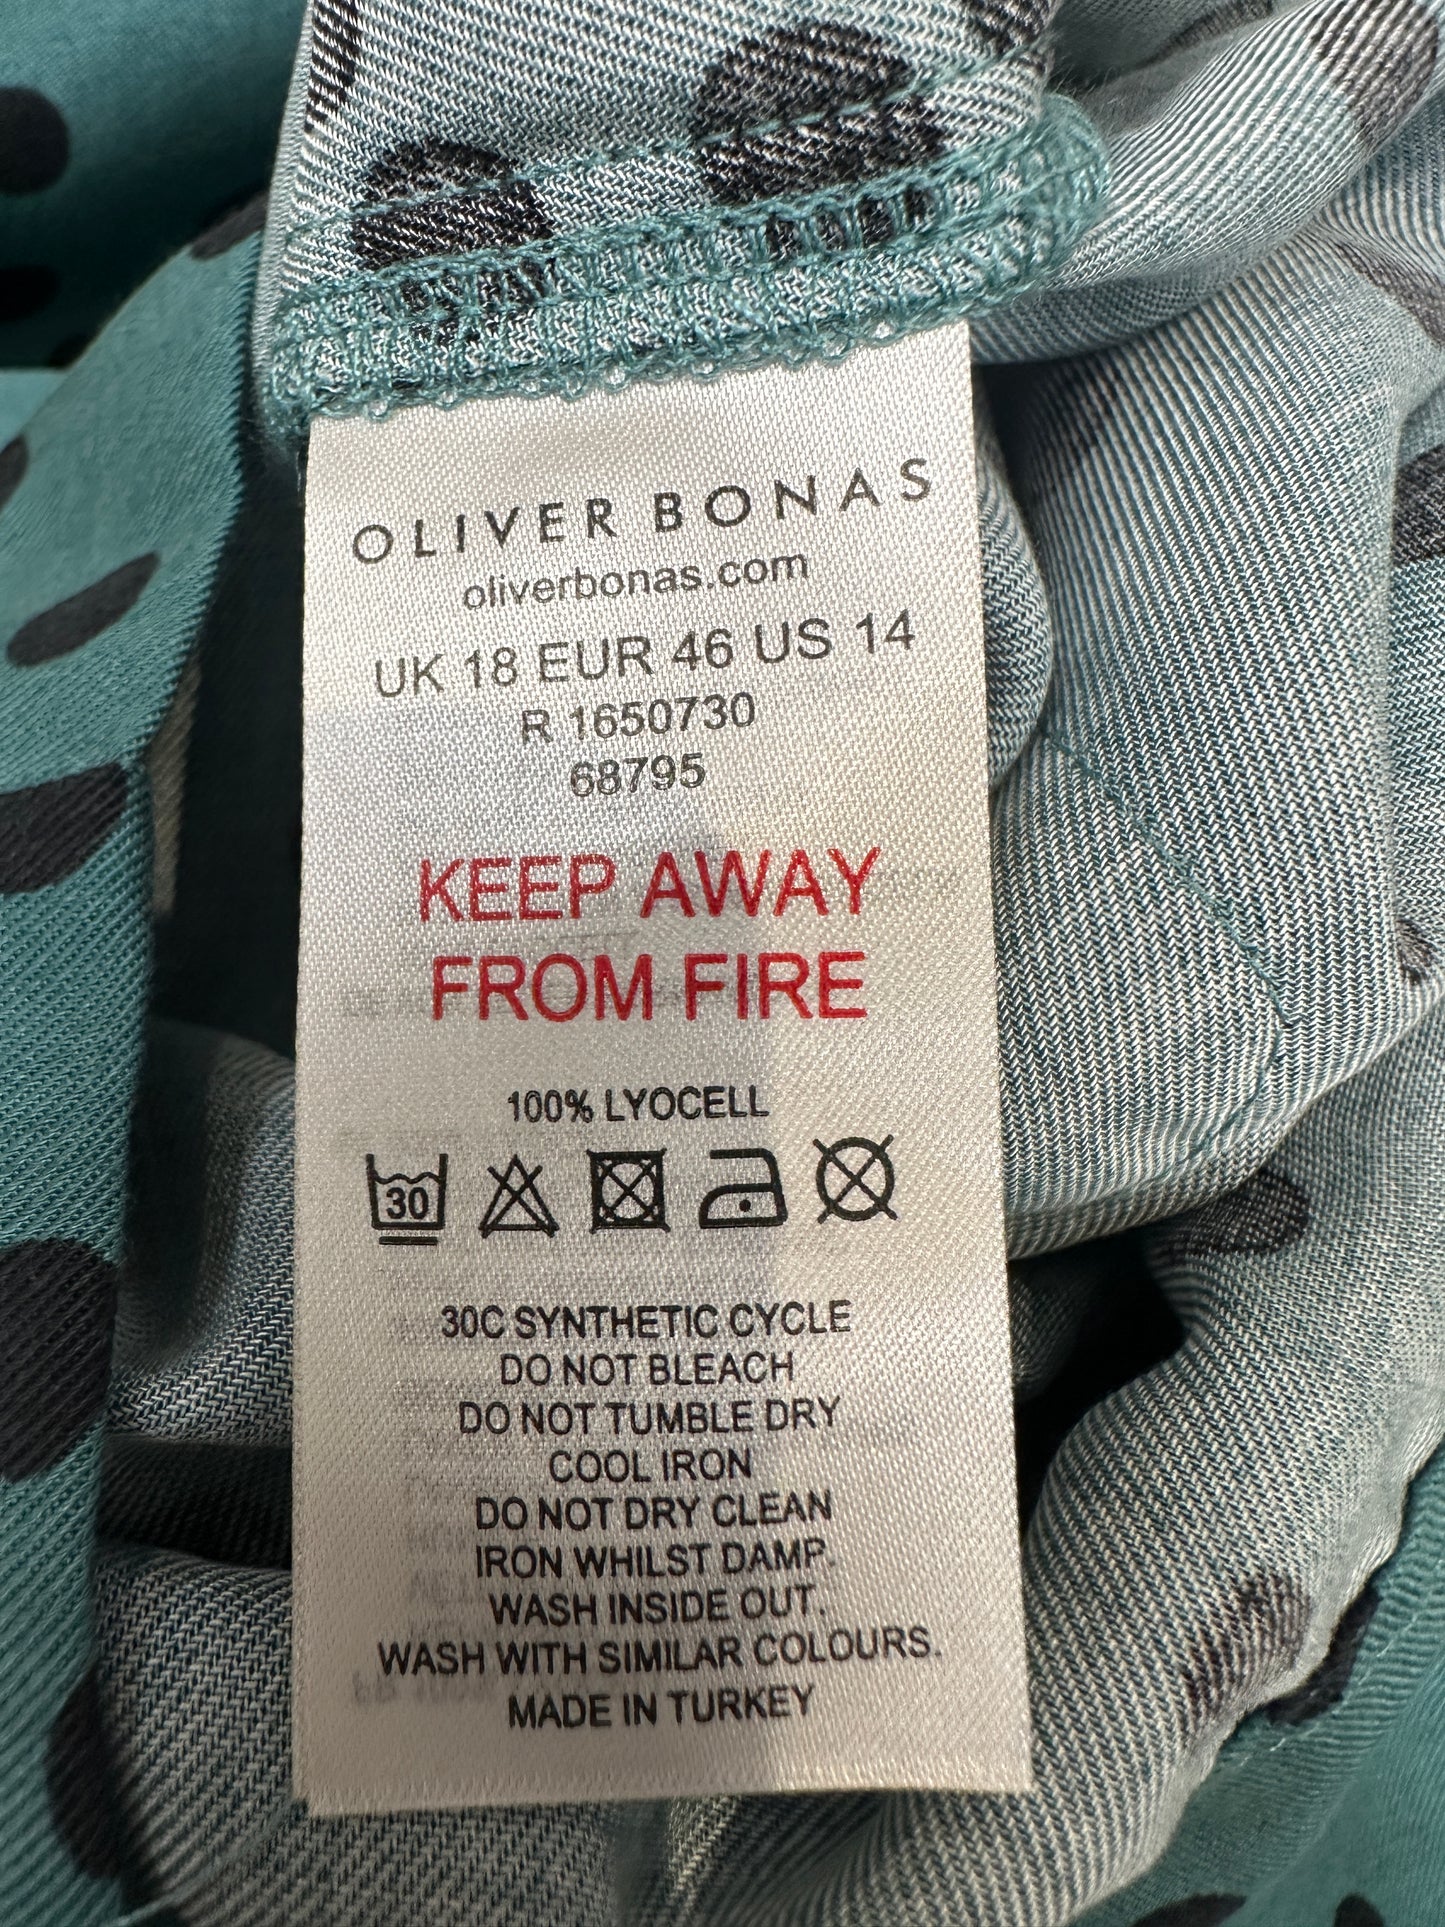 OLIVER BONAS
oliverbonas.com
UK 18 EUR 46 US 14
R 1650730
68795
KEEP AWAY
FROM FIRE
100% LYOCELL
30
30C SYNTHETIC CYCLE
DO NOT BLEACH
DO NOT TUMBLE DRY
COOL IRON
DO NOT DRY CLEAN
IRON WHILST DAMP.
WASH INSIDE OUT.
WASH WITH SIMILAR COLOURS.
MADE IN TURKEY